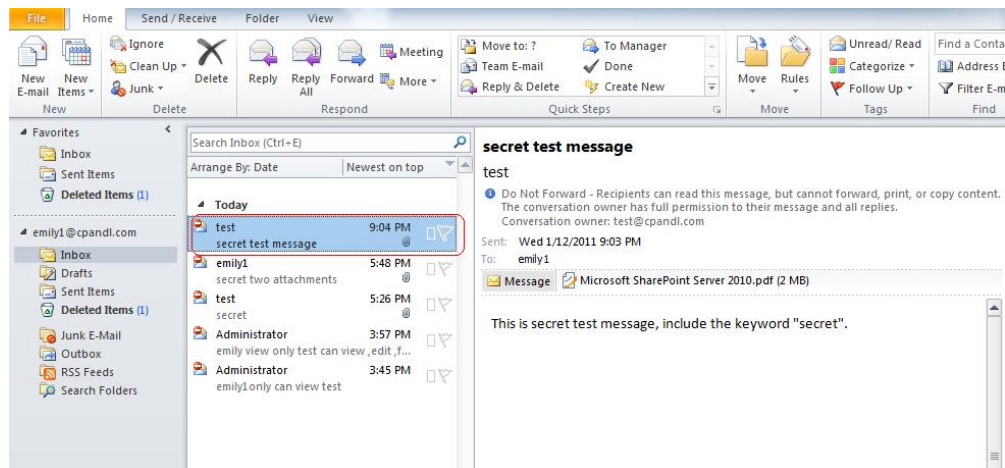 File Home Send / Receive Folder View
New E-mail
New Items
Ignore
Clean Up
Junk
Delete
Reply
Reply All
Forward
Meeting
More
Move to: ?
Team E-mail
Reply & Delete
To Manager
Done
Create New
Move
Rules
Unread/ Read
Categorize
Follow Up
Find a Conta
Address B
Filter E-m
New Delete Respond Quick Steps Move Tags Find
Favorites
Inbox
Sent Items
Deleted Items (1)
emily1@cpandl.com
Inbox
Drafts
Sent Items
Deleted Items (1)
Junk E-Mail
Outbox
RSS Feeds
Search Folders
Search Inbox (Ctrl+E)
Arrange By: Date Newest on top
Today
test 9:04 PM
secret test message
emily1 5:48 PM
secret two attachments
test 5:26 PM
secret
Administrator 3:57 PM
emily view only test can view ,edit ,f...
Administrator 3:45 PM
emily1only can view test
secret test message
test
Do Not Forward - Recipients can read this message, but cannot forward, print, or copy content.
The conversation owner has full permission to their message and all replies.
Conversation owner: test@cpandl.com
Sent: Wed 1/12/2011 9:03 PM
To: emily1
Message Microsoft SharePoint Server 2010.pdf (2 MB)
This is secret test message, include the keyword "secret".